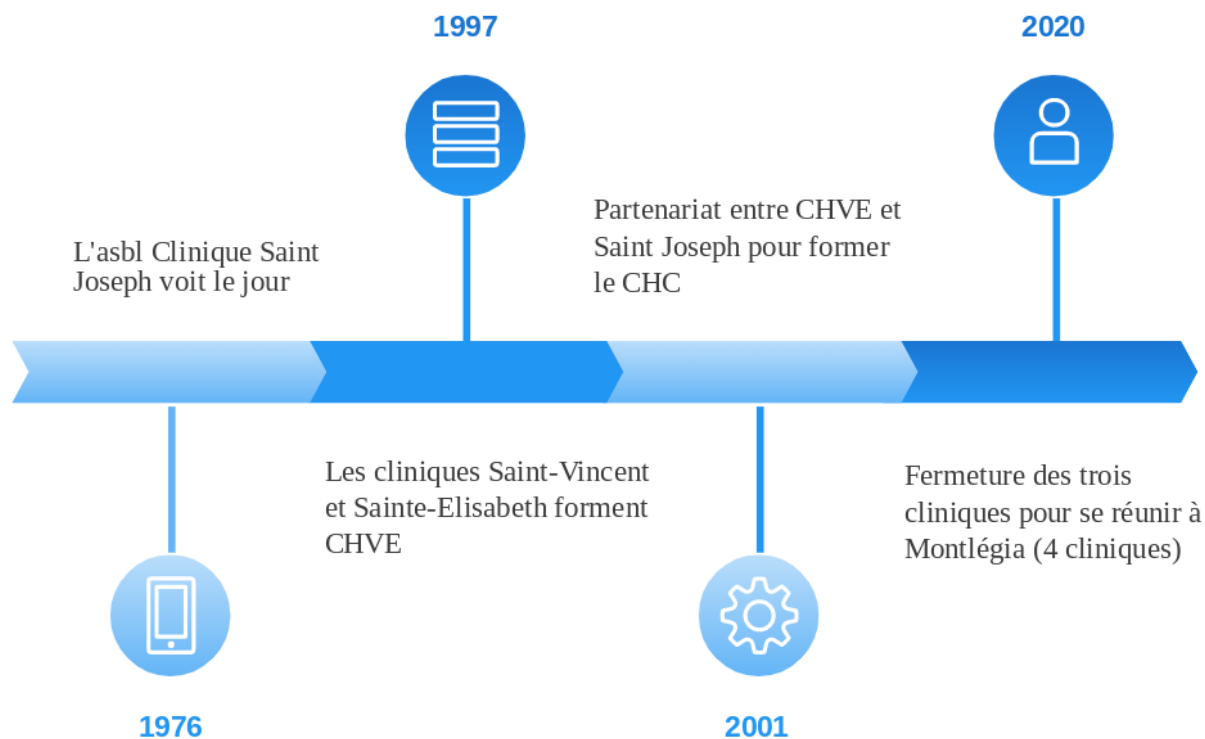 1997
2020
L'asbl Clinique Saint
Joseph voit le jour
Partenariat entre CHVE et
Saint Joseph pour former
le CHC
Les cliniques Saint-Vincent
et Sainte-Elisabeth forment
CHVE
Fermeture des trois
cliniques pour se réunir à
Montlégia (4 cliniques)
1976
2001